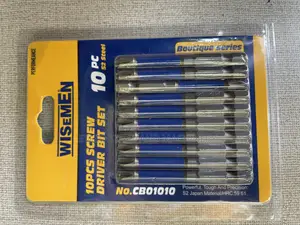 PERFORMANCE
WISEMEN
10PCS SCREW
DRIVER BIT SET
10 PC
S2 Steel
Boutique series
No.CB01010
Powerful, Tough And Precision
S2 Japan Material HRC 58-61